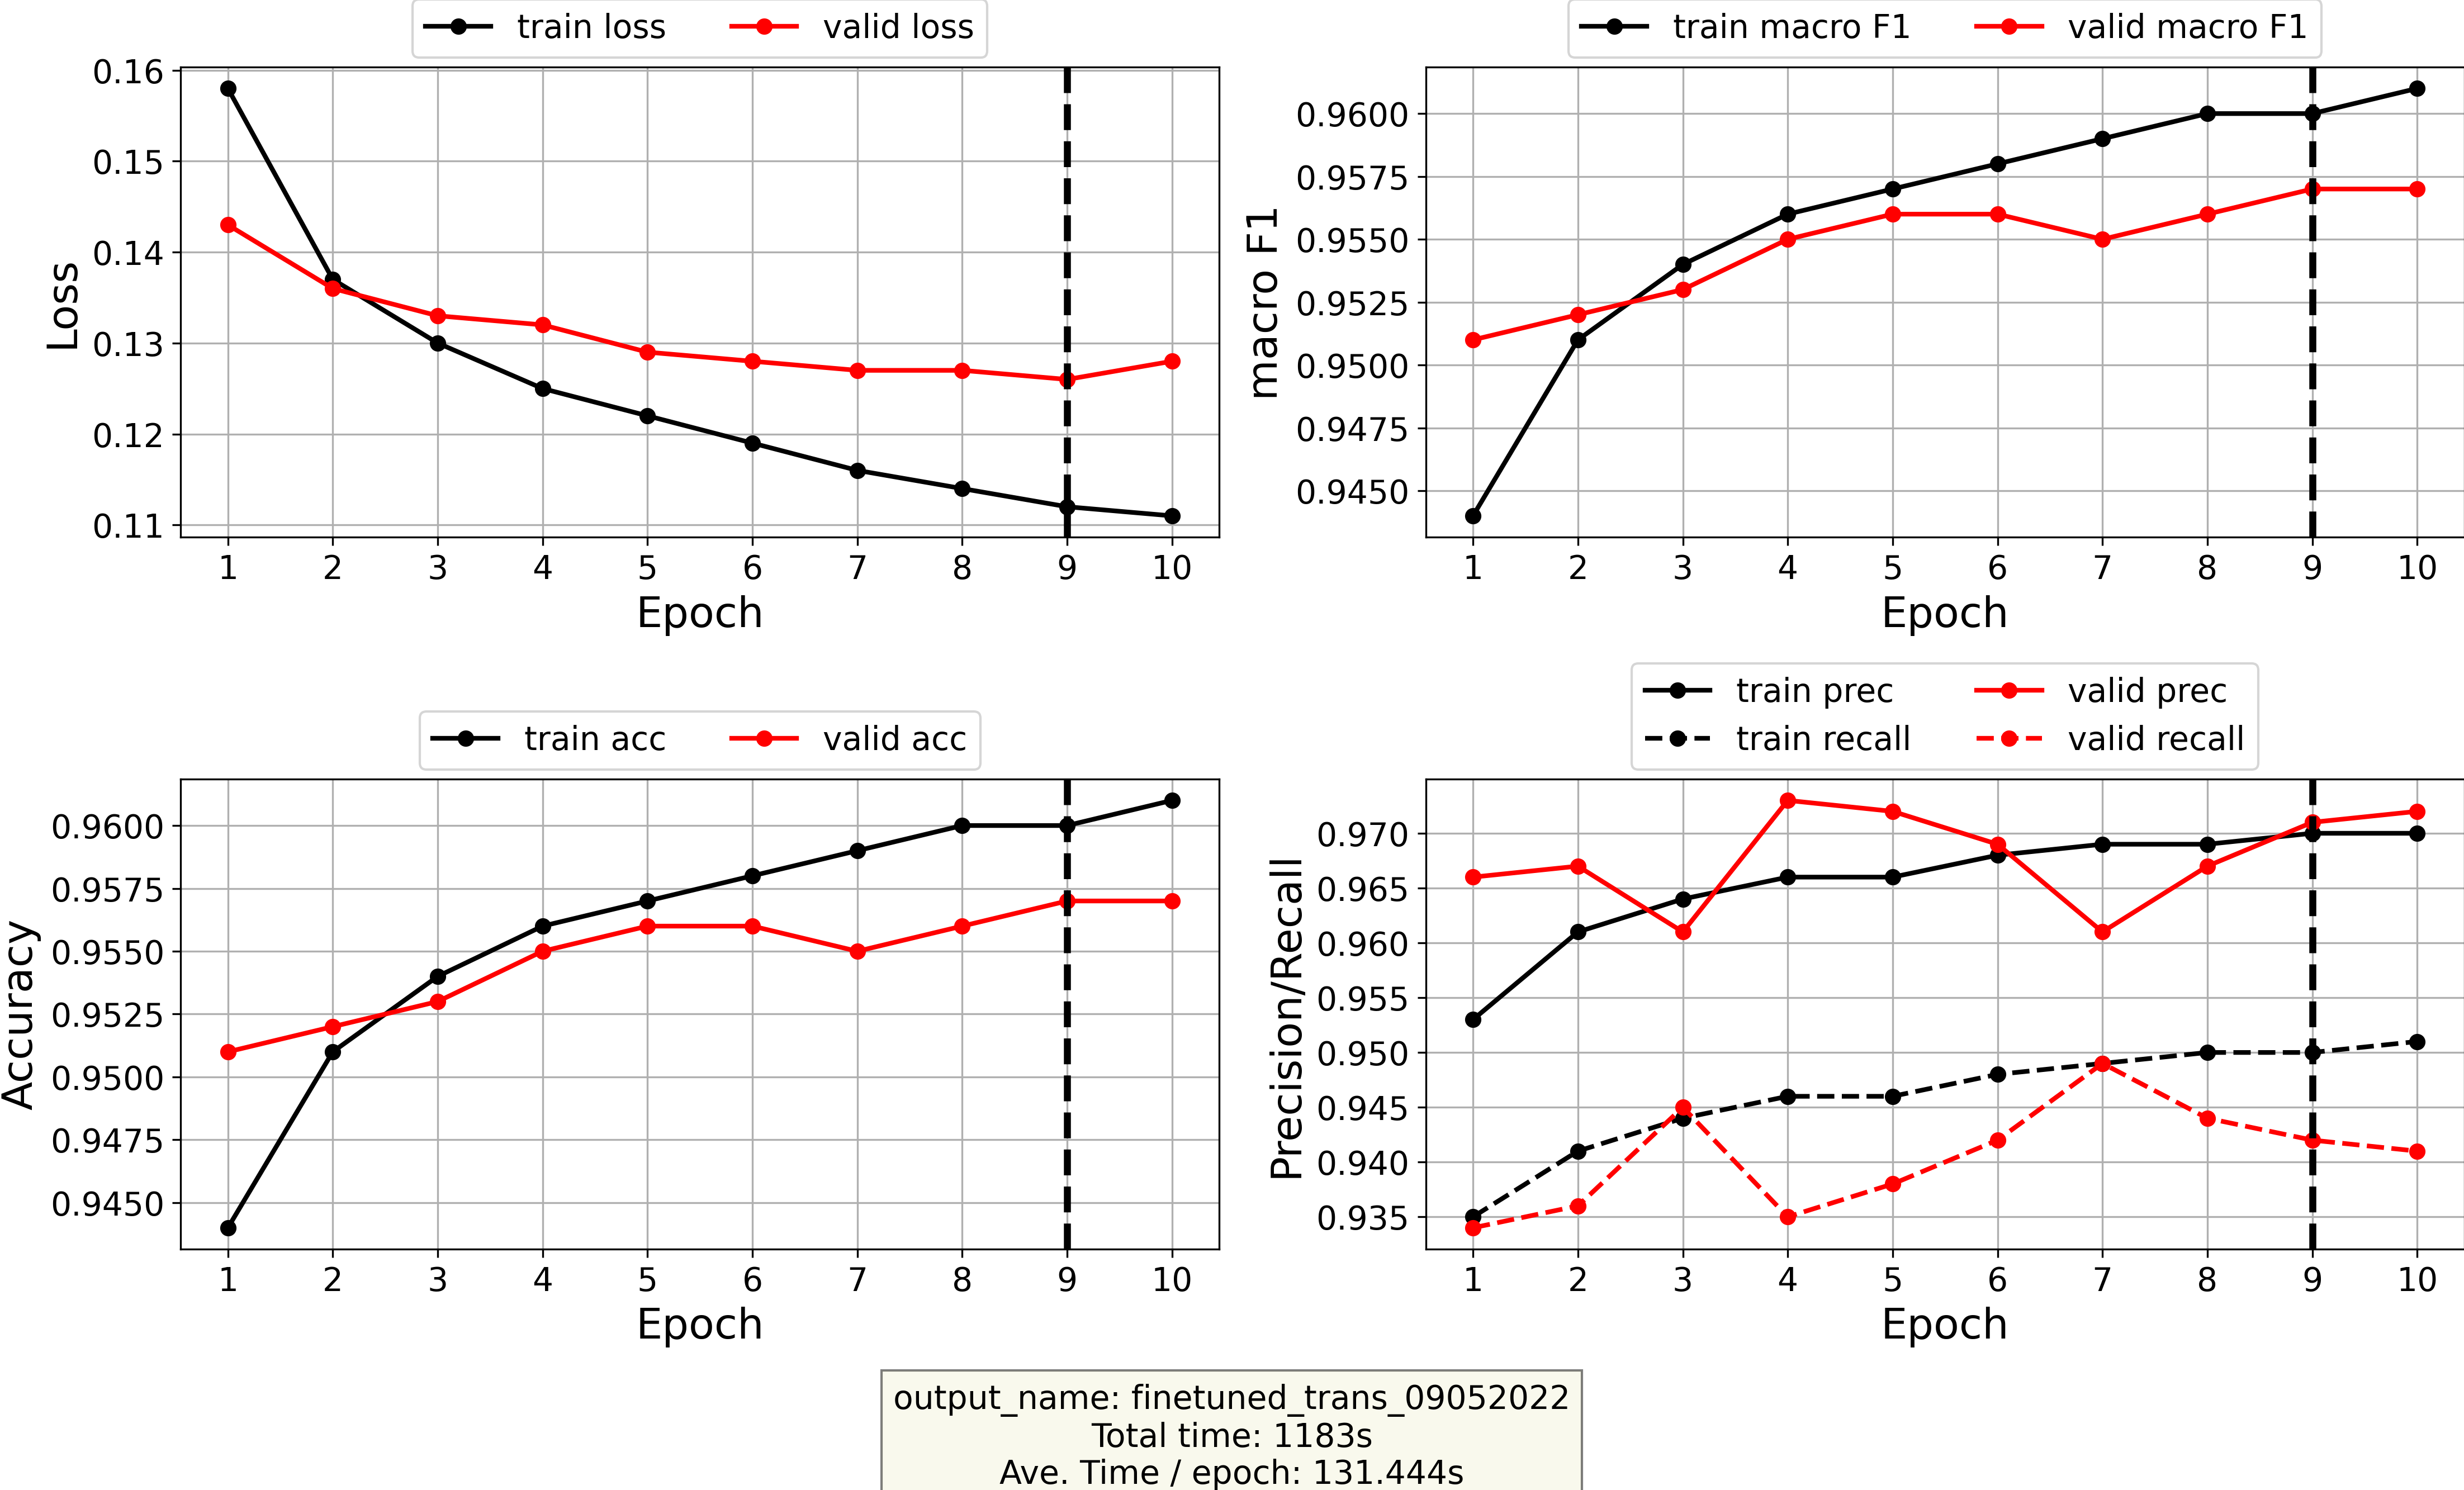 train loss valid loss
0.16
0.15
0.14
0.13
0.12
0.11
Loss
1 2 3 4 5 6 7 8 9 10
Epoch
train macro F1 valid macro F1
0.9600
0.9575
0.9550
0.9525
0.9500
0.9475
0.9450
macro F1
1 2 3 4 5 6 7 8 9 10
Epoch
train acc valid acc
0.9600
0.9575
0.9550
0.9525
0.9500
0.9475
0.9450
Accuracy
1 2 3 4 5 6 7 8 9 10
Epoch
train prec valid prec
train recall valid recall
0.970
0.965
0.960
0.955
0.950
0.945
0.940
0.935
Precision/Recall
1 2 3 4 5 6 7 8 9 10
Epoch
output_name: finetuned_trans_09052022
Total time: 1183s
Ave. Time / epoch: 131.444s